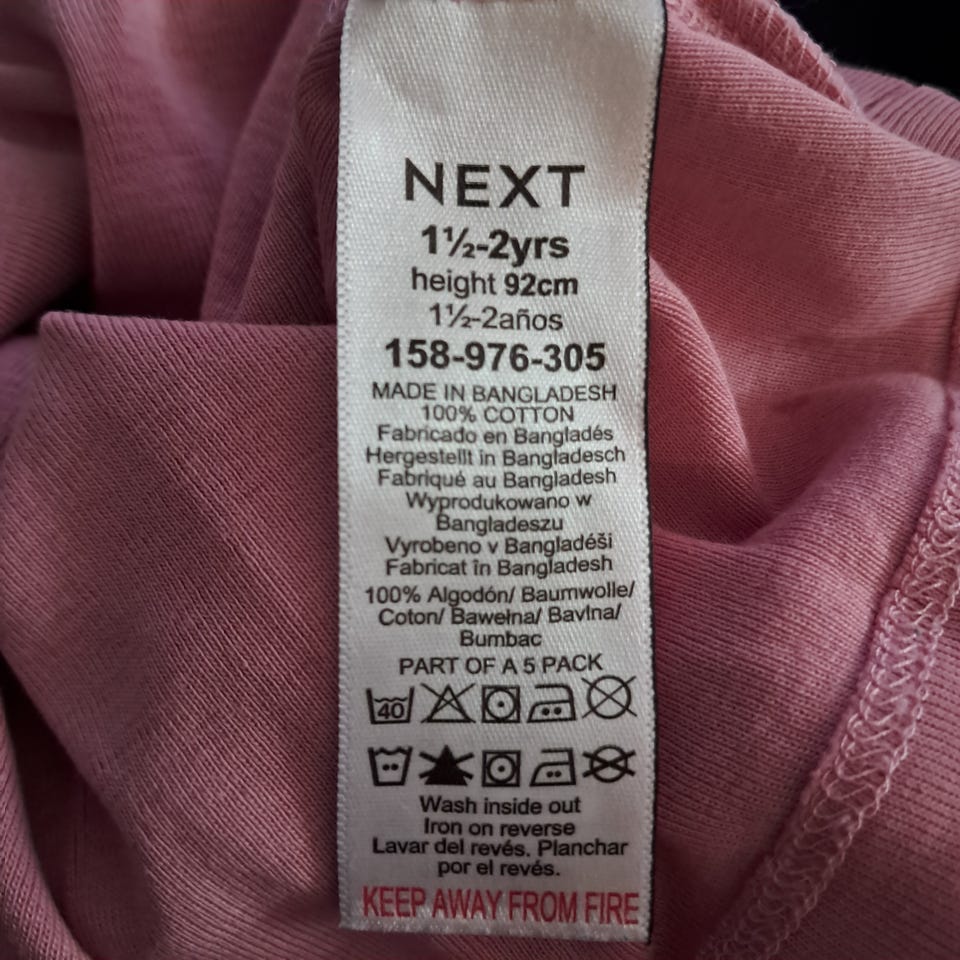 NEXT
1½-2yrs
height 92cm
1½-2años
158-976-305
MADE IN BANGLADESH
100% COTTON
Fabricado en Bangladés
Hergestellt in Bangladesch
Fabriqué au Bangladesh
Wyprodukowano w
Bangladeszu
Vyrobeno v Bangladéši
Fabricat în Bangladesh
100% Algodón/ Baumwolle/
Coton/ Bawełna/ Bavlna/
Bumbac
PART OF A 5 PACK
40
Wash inside out
Iron on reverse
Lavar del revés. Planchar
por el revés.
KEEP AWAY FROM FIRE